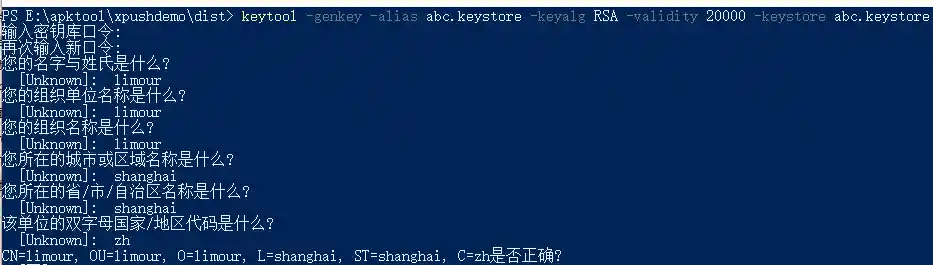 PS E:\apktool\xpushdemo\dist> keytool -genkey -alias abc.keystore -keyalg RSA -validity 20000 -keystore abc.keystore
输入密钥库口令:
再次输入新口令:
您的名字与姓氏是什么?
[Unknown]: limour
您的组织单位名称是什么?
[Unknown]: limour
您的组织名称是什么?
[Unknown]: limour
您所在的城市或区域名称是什么?
[Unknown]: shanghai
您所在的省/市/自治区名称是什么?
[Unknown]: shanghai
该单位的双字母国家/地区代码是什么?
[Unknown]: zh
CN=limour, OU=limour, O=limour, L=shanghai, ST=shanghai, C=zh是否正确?